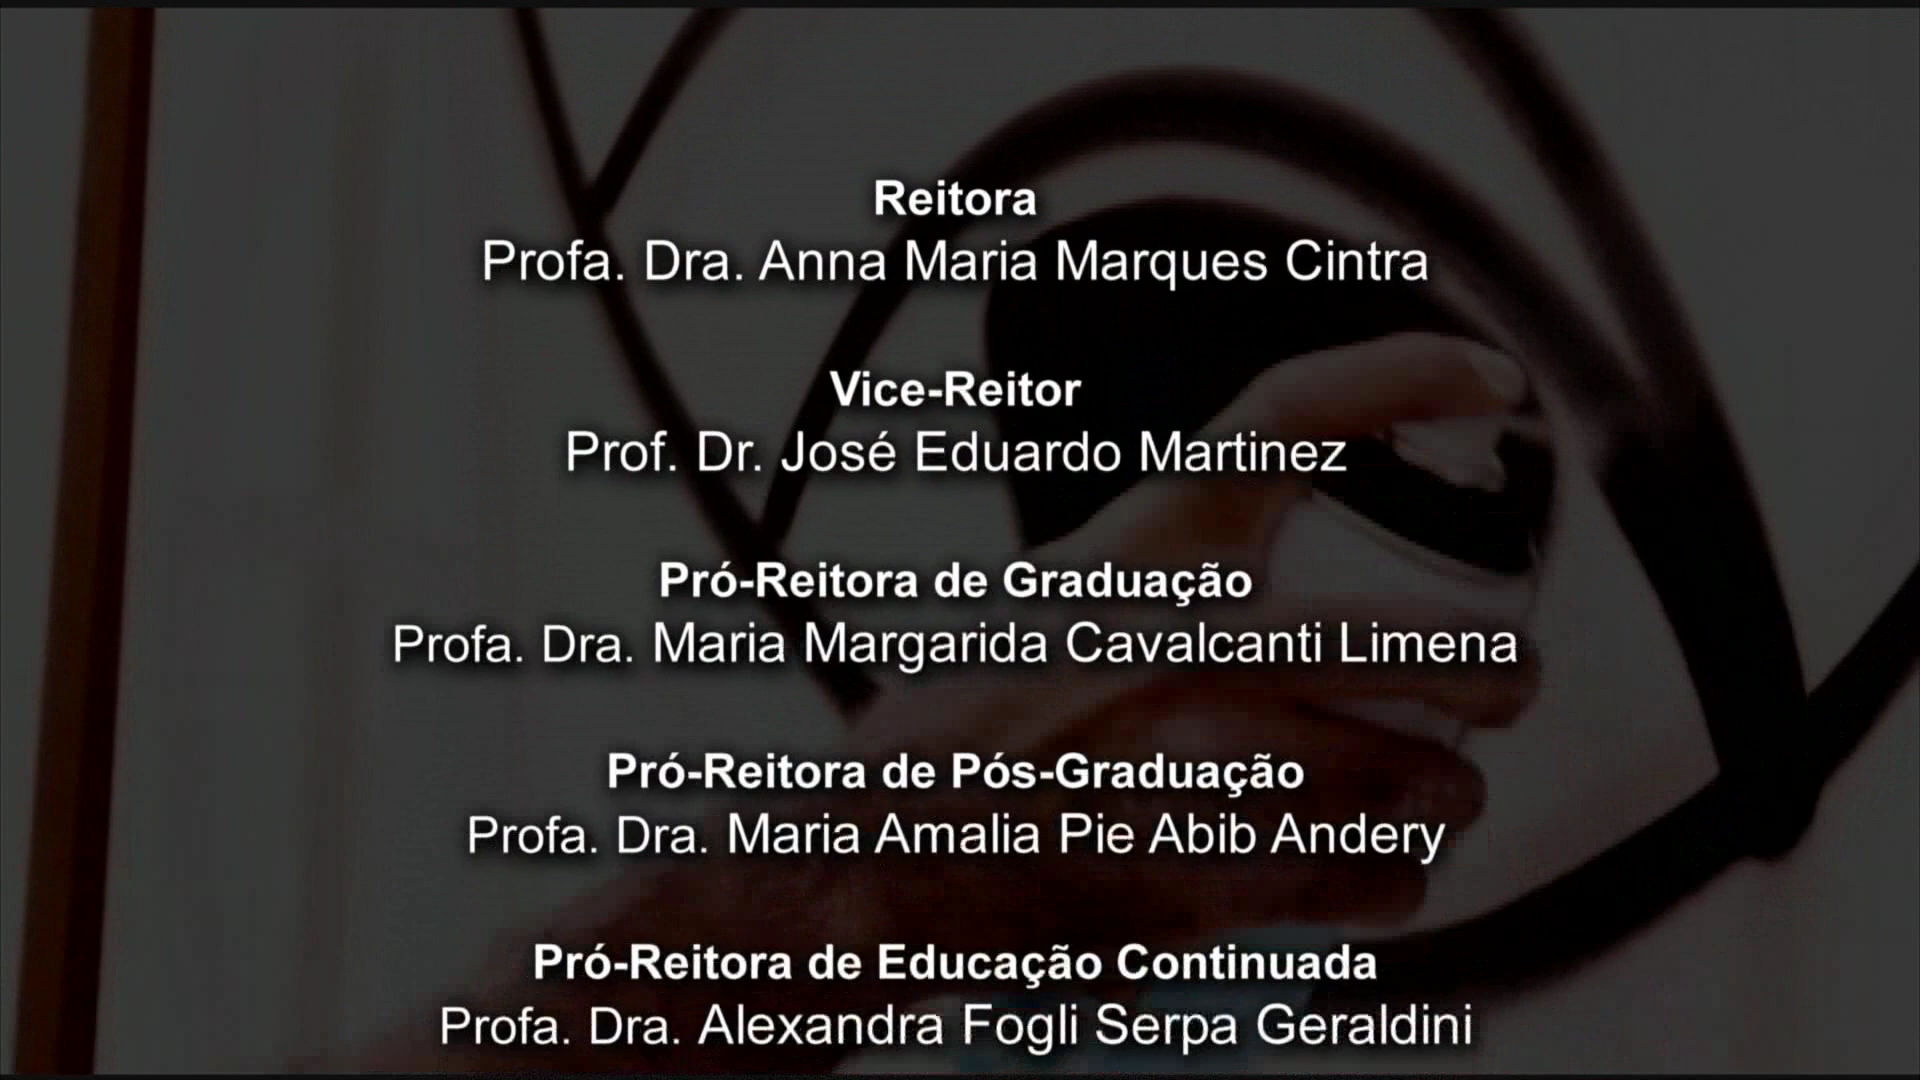 Reitora
Profa. Dra. Anna Maria Marques Cintra
Vice-Reitor
Prof. Dr. José Eduardo Martinez
Pró-Reitora de Graduação
Profa. Dra. Maria Margarida Cavalcanti Limena
Pró-Reitora de Pós-Graduação
Profa. Dra. Maria Amalia Pie Abib Andery
Pró-Reitora de Educação Continuada
Profa. Dra. Alexandra Fogli Serpa Geraldini